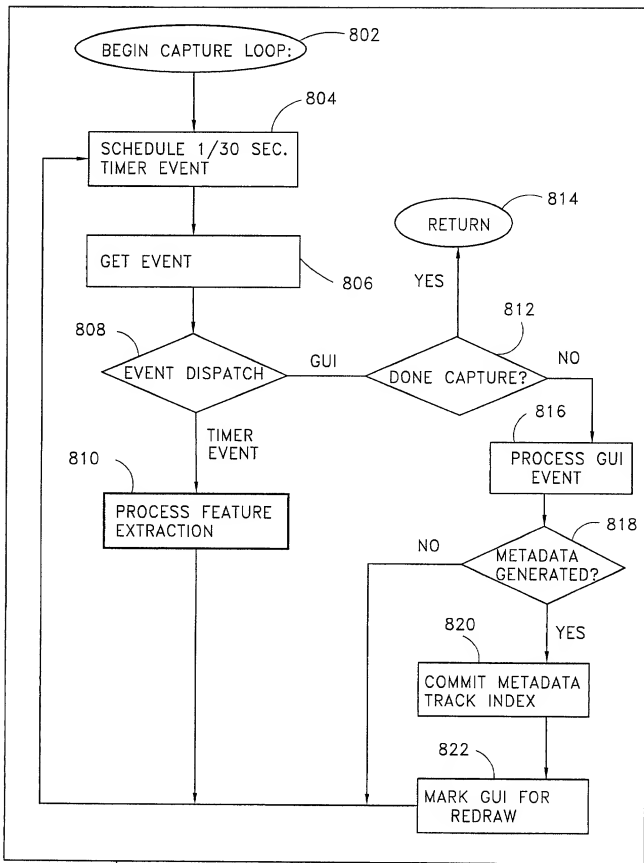 BEGIN CAPTURE LOOP:
802
804
SCHEDULE 1/30 SEC.
TIMER EVENT
GET EVENT
806
808
EVENT DISPATCH
GUI
TIMER
EVENT
810
PROCESS FEATURE
EXTRACTION
814
RETURN
YES
812
DONE CAPTURE?
NO
816
PROCESS GUI
EVENT
818
METADATA
GENERATED?
NO
YES
820
COMMIT METADATA
TRACK INDEX
822
MARK GUI FOR
REDRAW